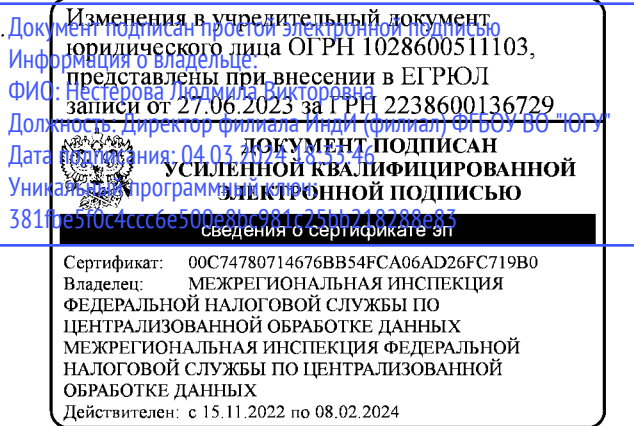 Изменения в учредительный документ
юридического лица ОГРН 1028600511103,
представлены при внесении в ЕГРЮЛ
записи от 27.06.2023 за ГРН 2238600136729
Документ подписан простой электронной подписью
Информация о владельце:
ФИО: Нестерова Людмила Викторовна
Должность: Директор филиала ИндИ (филиал) ФГБОУ ВО "ЮГУ"
Дата подписания: 04.03.2024 18:33:46
Уникальный программный ключ:
381fbe5f0c4ccc6e500e8bc981c25bb218288e83
ДОКУМЕНТ ПОДПИСАН
УСИЛЕННОЙ КВАЛИФИЦИРОВАННОЙ
ЭЛЕКТРОННОЙ ПОДПИСЬЮ
сведения о сертификате эп
Сертификат: 00C74780714676BB54FCA06AD26FC719B0
Владелец: МЕЖРЕГИОНАЛЬНАЯ ИНСПЕКЦИЯ
ФЕДЕРАЛЬНОЙ НАЛОГОВОЙ СЛУЖБЫ ПО
ЦЕНТРАЛИЗОВАННОЙ ОБРАБОТКЕ ДАННЫХ
МЕЖРЕГИОНАЛЬНАЯ ИНСПЕКЦИЯ ФЕДЕРАЛЬНОЙ
НАЛОГОВОЙ СЛУЖБЫ ПО ЦЕНТРАЛИЗОВАННОЙ
ОБРАБОТКЕ ДАННЫХ
Действителен: с 15.11.2022 по 08.02.2024